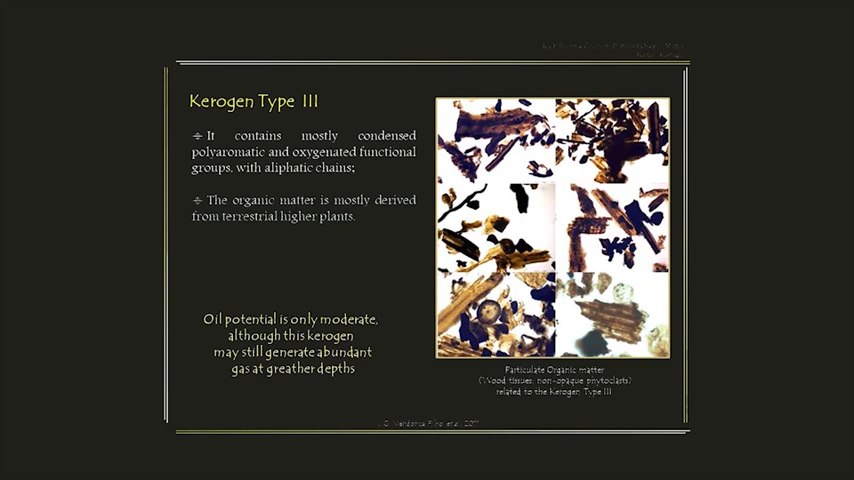 Kerogen Type III
÷ It contains mostly condensed
polyaromatic and oxygenated functional
groups, with aliphatic chains;
÷ The organic matter is mostly derived
from terrestrial higher plants.
Oil potential is only moderate,
although this kerogen
may still generate abundant
gas at greather depths
Particulate Organic matter
(Wood tissues: non-opaque phytoclasts)
related to the Kerogen Type III
2011